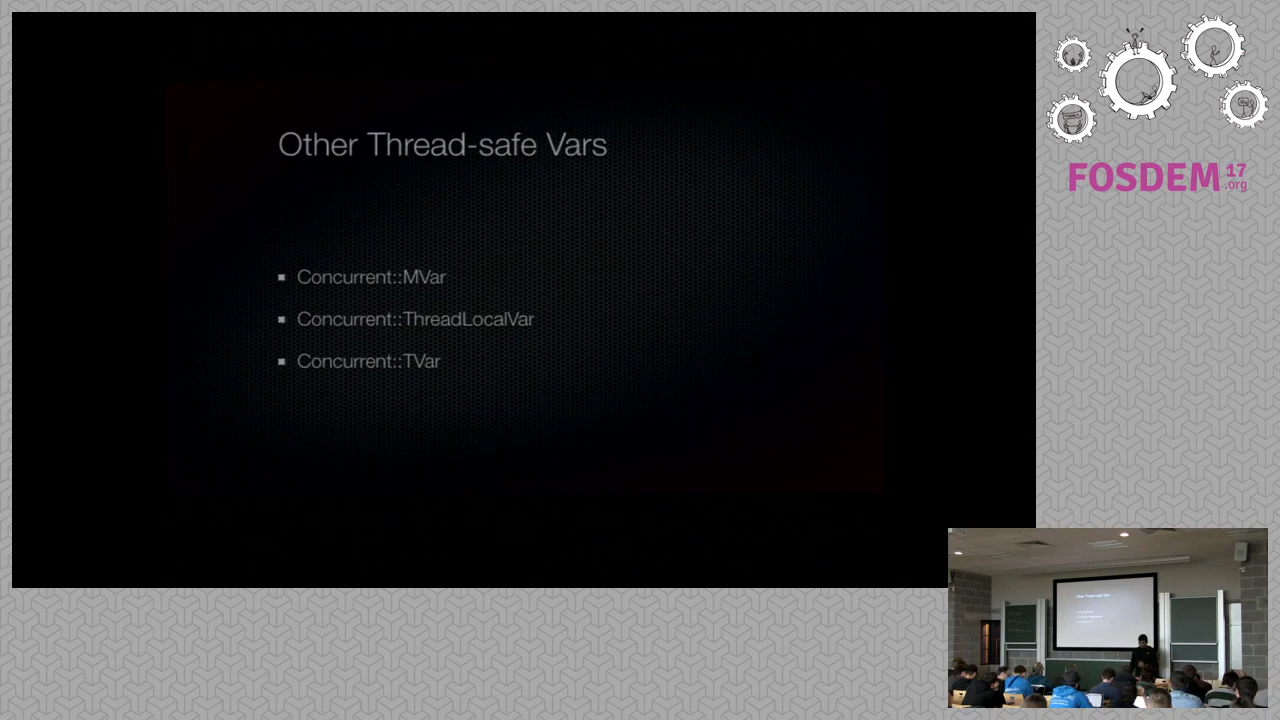 Other Thread-safe Vars
Concurrent::MVar
Concurrent::ThreadLocalVar
Concurrent::TVar
FOSDEM 17
.org